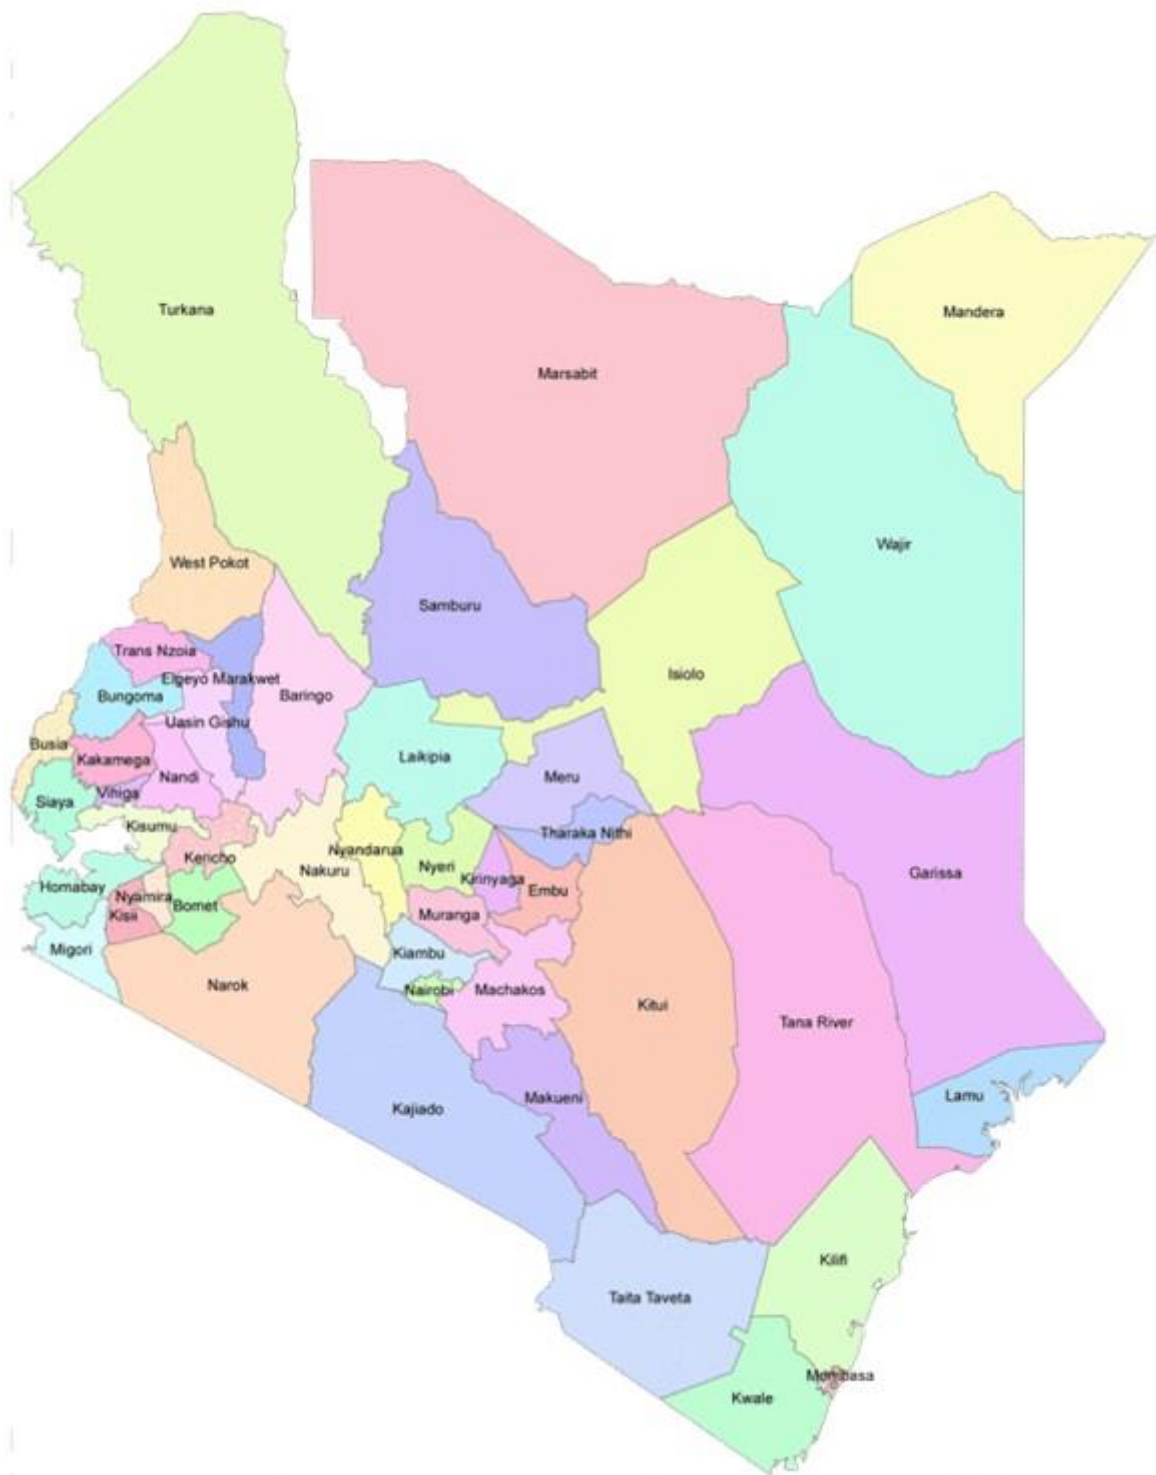 Turkana
Mandera
Marsabit
Wajir
West Pokot
Samburu
Trans Nzoia
Isiolo
Elgeyo Marakwet
Bungoma
Baringo
Uasin Gishu
Busia
Laikipia
Kakamega
Nandi
Meru
Vihiga
Siaya
Kisumu
Tharaka Nithi
Nyandarua
Kericho
Nyeri
Nakuru
Garissa
Kirinyaga
Homabay
Embu
Nyamira
Bomet
Kisii
Muranga
Migori
Kiambu
Narok
Nairobi
Machakos
Kitui
Tana River
Lamu
Makueni
Kajiado
Kilifi
Taita Taveta
Mombasa
Kwale